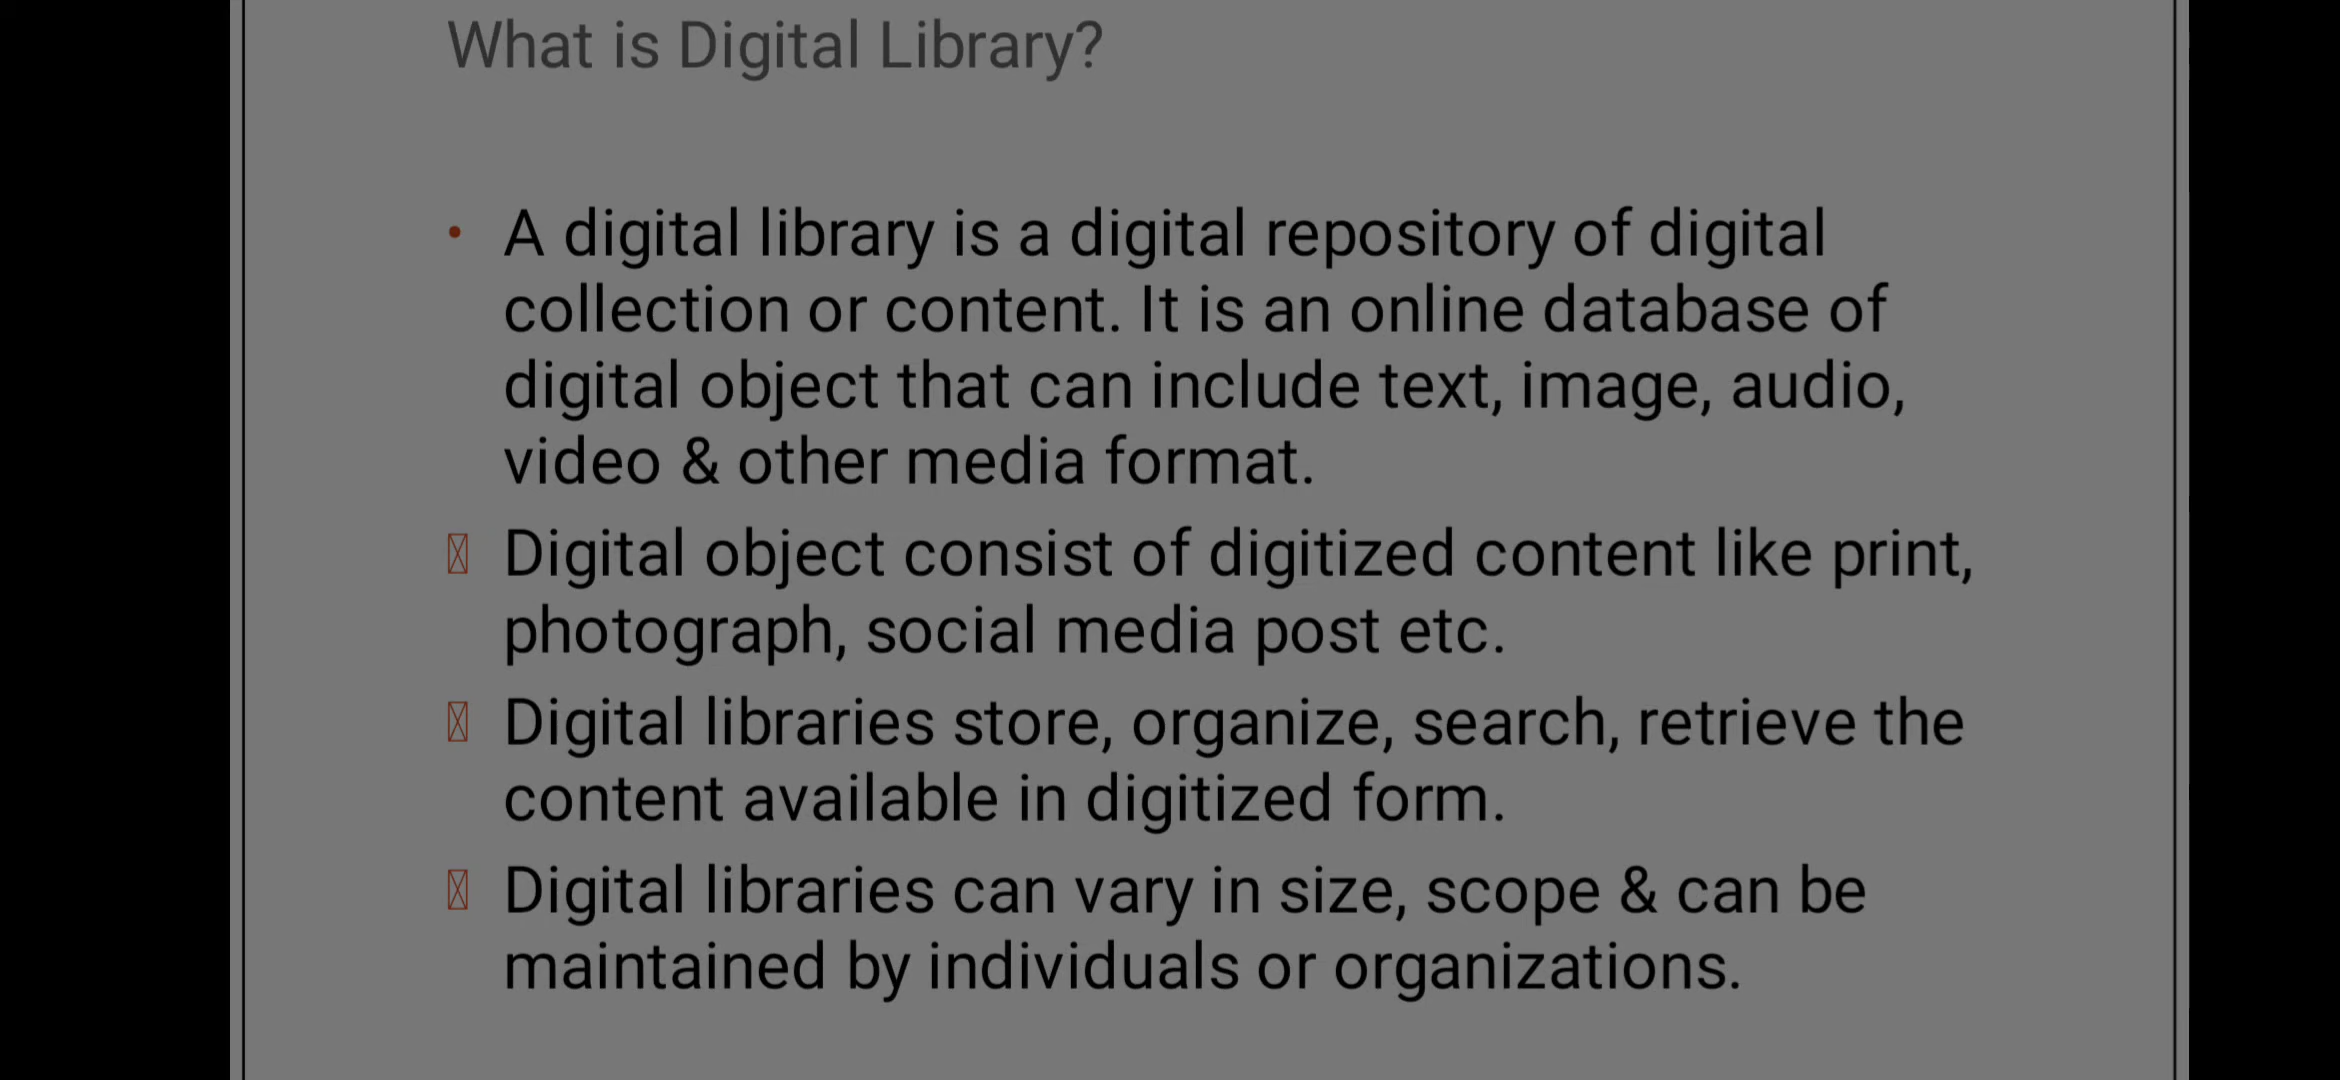 What is Digital Library?
• A digital library is a digital repository of digital
collection or content. It is an online database of
digital object that can include text, image, audio,
video & other media format.
Digital object consist of digitized content like print,
photograph, social media post etc.
Digital libraries store, organize, search, retrieve the
content available in digitized form.
Digital libraries can vary in size, scope & can be
maintained by individuals or organizations.